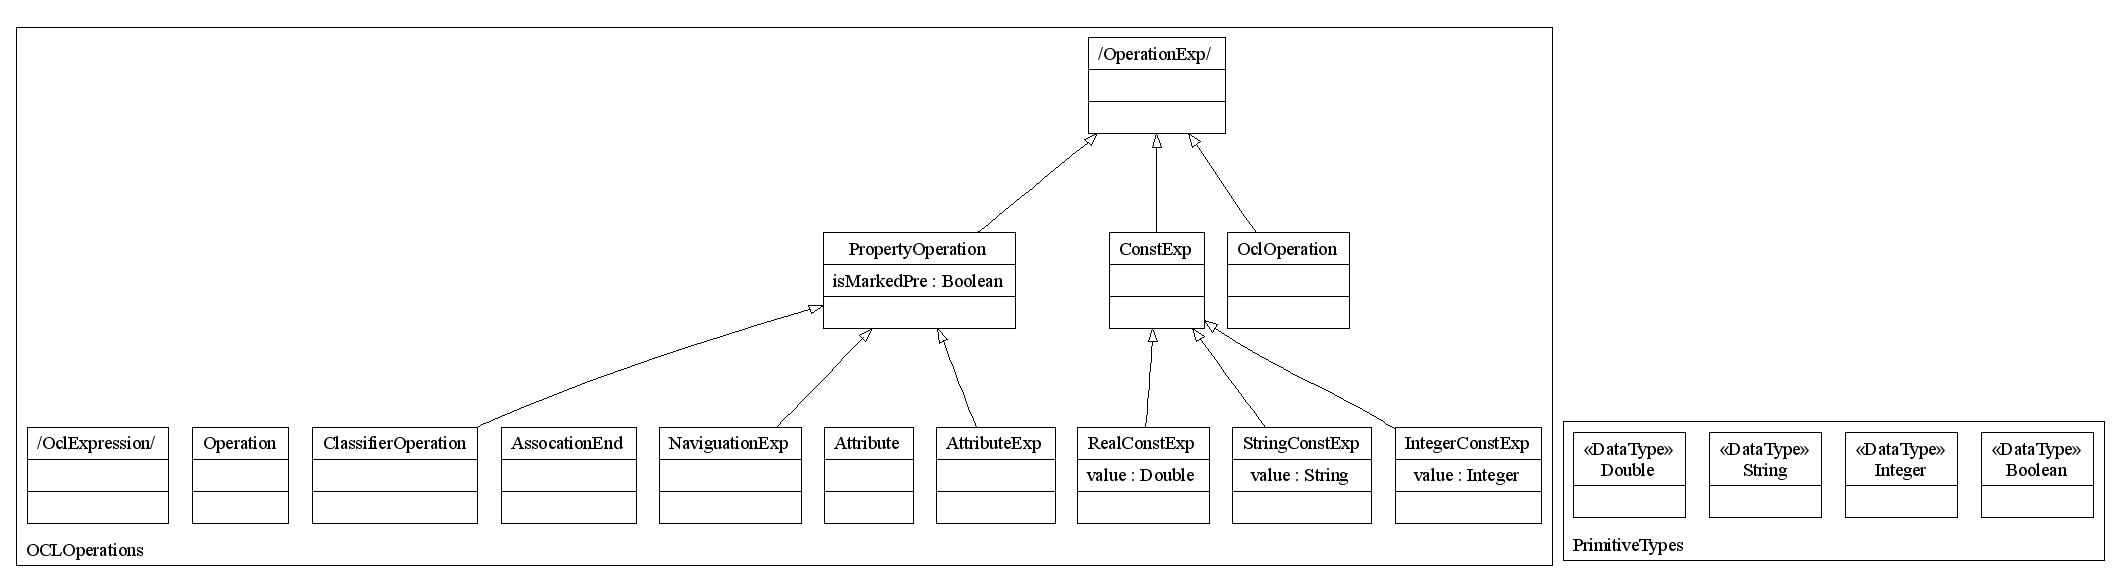 /OperationExp/
PropertyOperation
isMarkedPre : Boolean
ConstExp
OclOperation
/OclExpression/
Operation
ClassifierOperation
AssocationEnd
NaviguationExp
Attribute
AttributeExp
RealConstExp
value : Double
StringConstExp
value : String
IntegerConstExp
value : Integer
OCLOperations
«DataType»
Double
«DataType»
String
«DataType»
Integer
«DataType»
Boolean
PrimitiveTypes